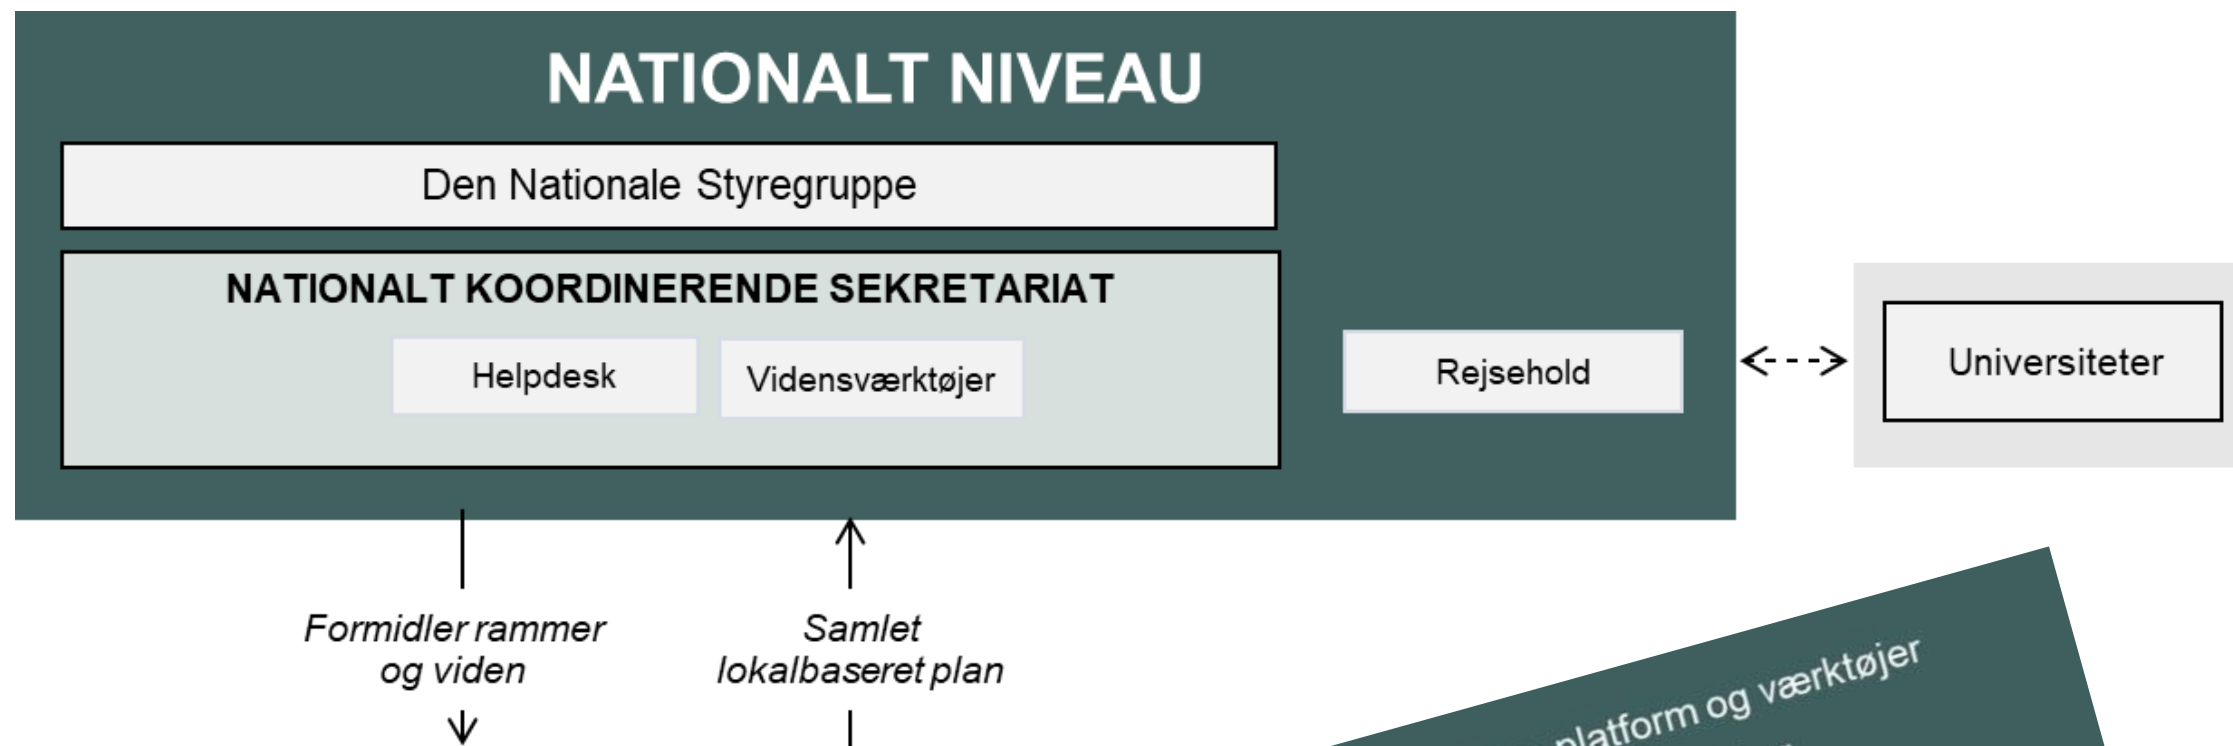 NATIONALT NIVEAU
Den Nationale Styregruppe
NATIONALT KOORDINERENDE SEKRETARIAT
Helpdesk
Vidensværktøjer
Rejsehold
Universiteter
Formidler rammer
og viden
Samlet
lokalbaseret plan
platform og værktøjer